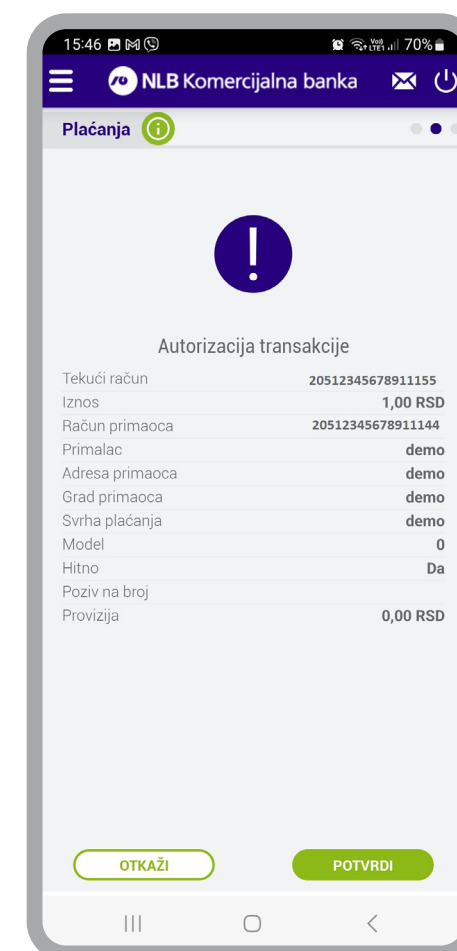 15:46 70%
NLB Komercijalna banka
Plaćanja
Autorizacija transakcije
Tekući račun 20512345678911155
Iznos 1,00 RSD
Račun primaoca 20512345678911144
Primalac demo
Adresa primaoca demo
Grad primaoca demo
Svrha plaćanja demo
Model 0
Hitno Da
Poziv na broj
Provizija 0,00 RSD
OTKAŽI POTVRDI